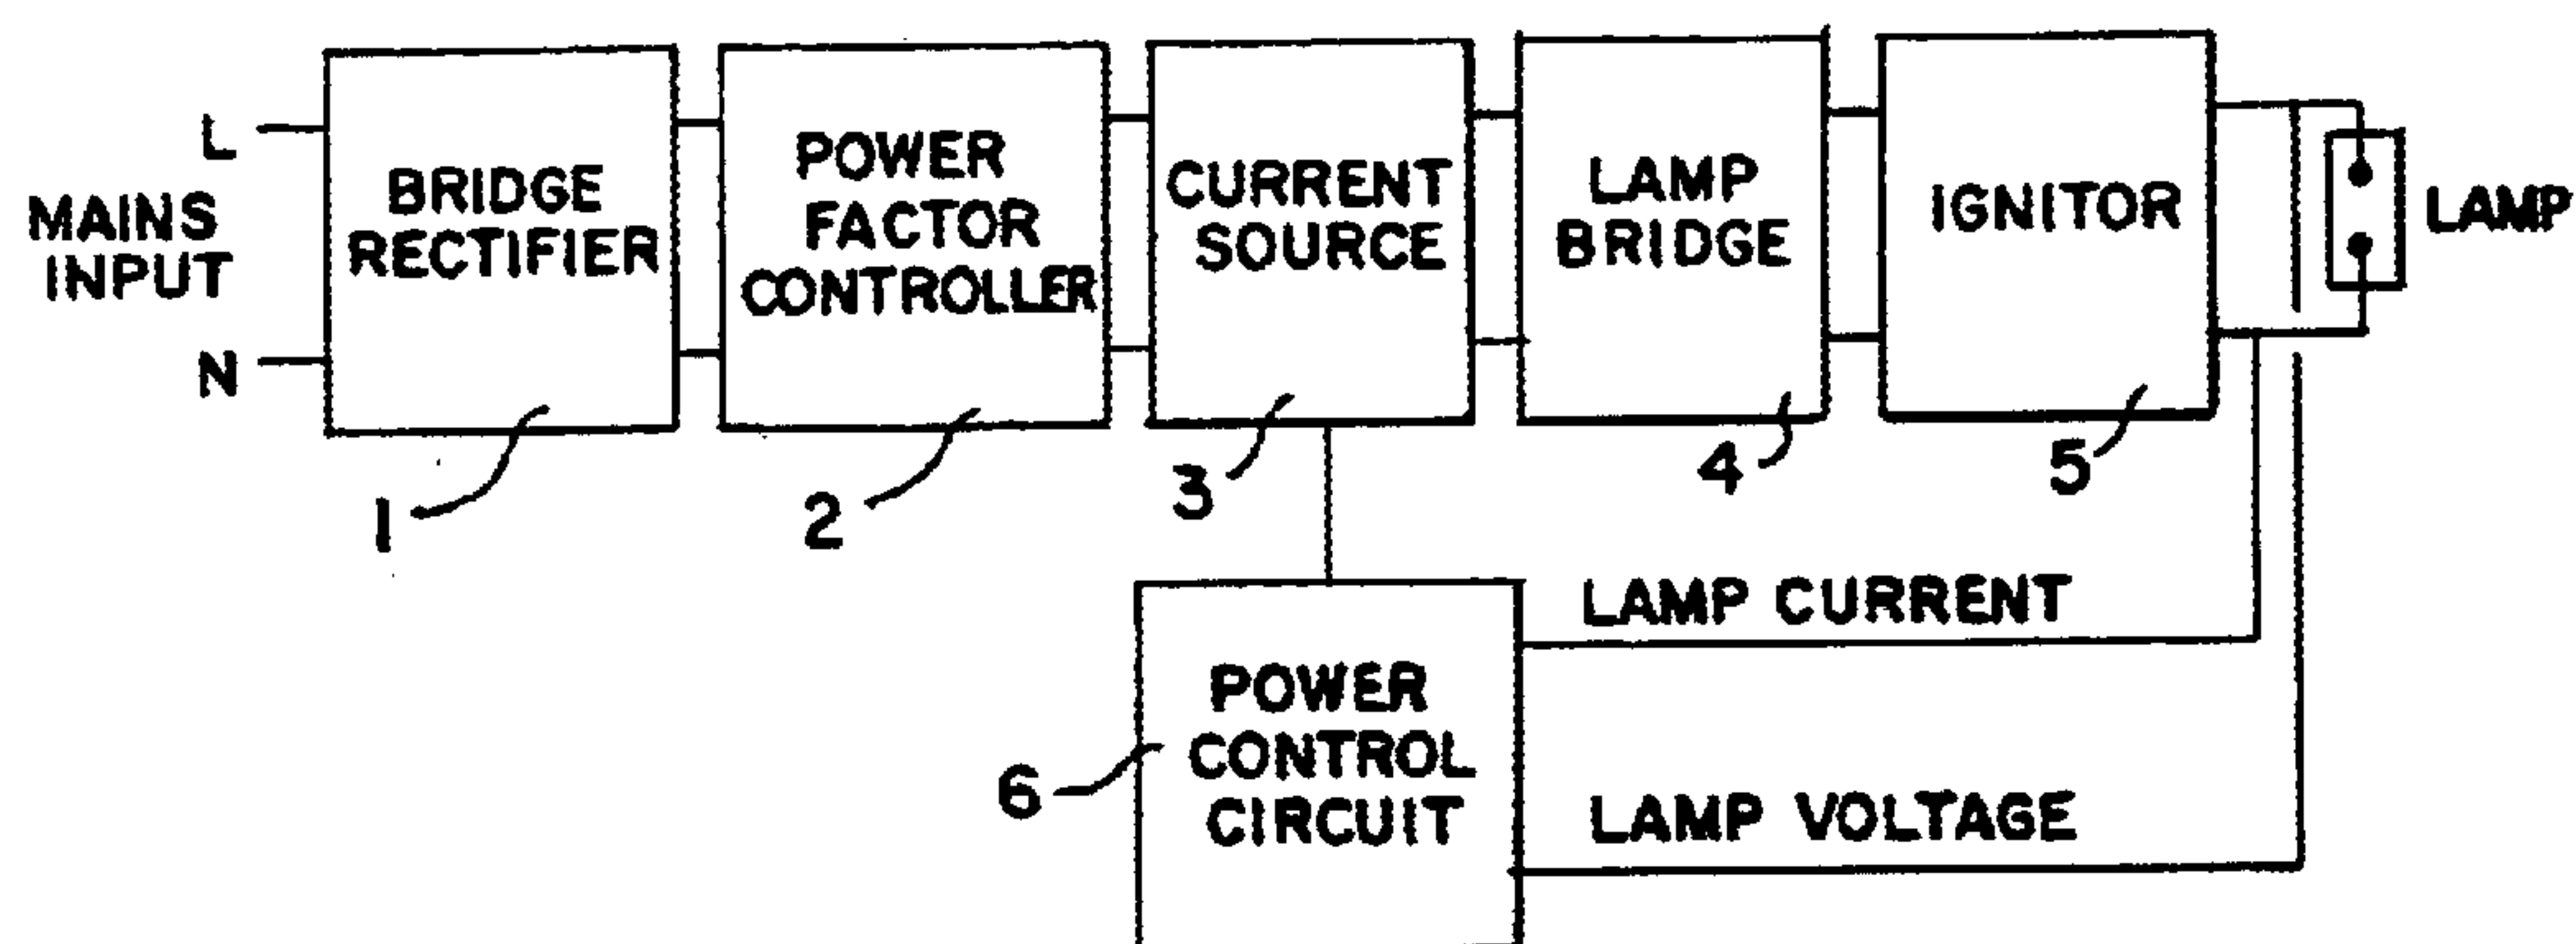 L
MAINS
INPUT
N
BRIDGE
RECTIFIER
1
POWER
FACTOR
CONTROLLER
2
CURRENT
SOURCE
3
LAMP
BRIDGE
4
IGNITOR
5
LAMP
POWER
CONTROL
CIRCUIT
6
LAMP CURRENT
LAMP VOLTAGE